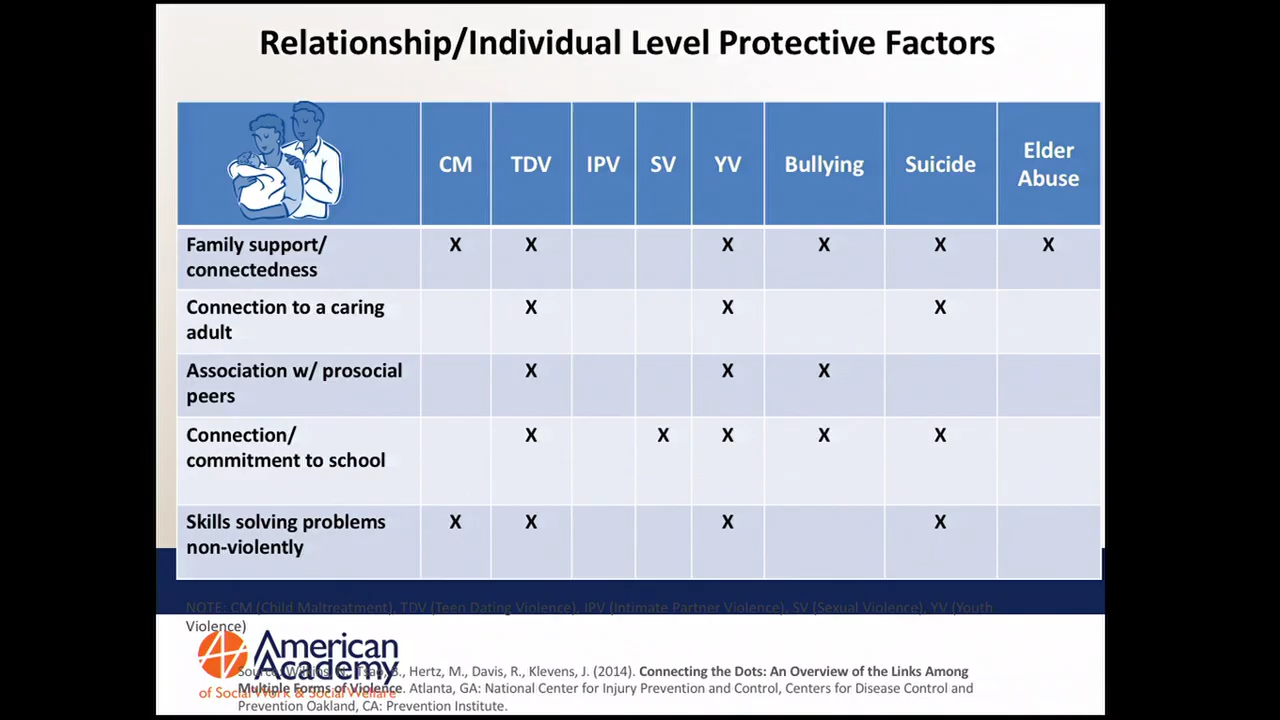 Relationship/Individual Level Protective Factors
CM TDV IPV SV YV Bullying Suicide Elder Abuse
Family support/ X X X X X X
connectedness
Connection to a caring X X X
adult
Association w/ prosocial X X X
peers
Connection/ X X X X X
commitment to school
Skills solving problems X X X X
non-violently
NOTE: CM (Child Maltreatment), TDV (Teen Dating Violence), IPV (Intimate Partner Violence), SV (Sexual Violence), YV (Youth
Violence)
American
Academy
of Social Work & Social Welfare
Hertz, M., Davis, R., Klevens, J. (2014). Connecting the Dots: An Overview of the Links Among
Multiple Forms of Violence. Atlanta, GA: National Center for Injury Prevention and Control, Centers for Disease Control and
Prevention Oakland, CA: Prevention Institute.